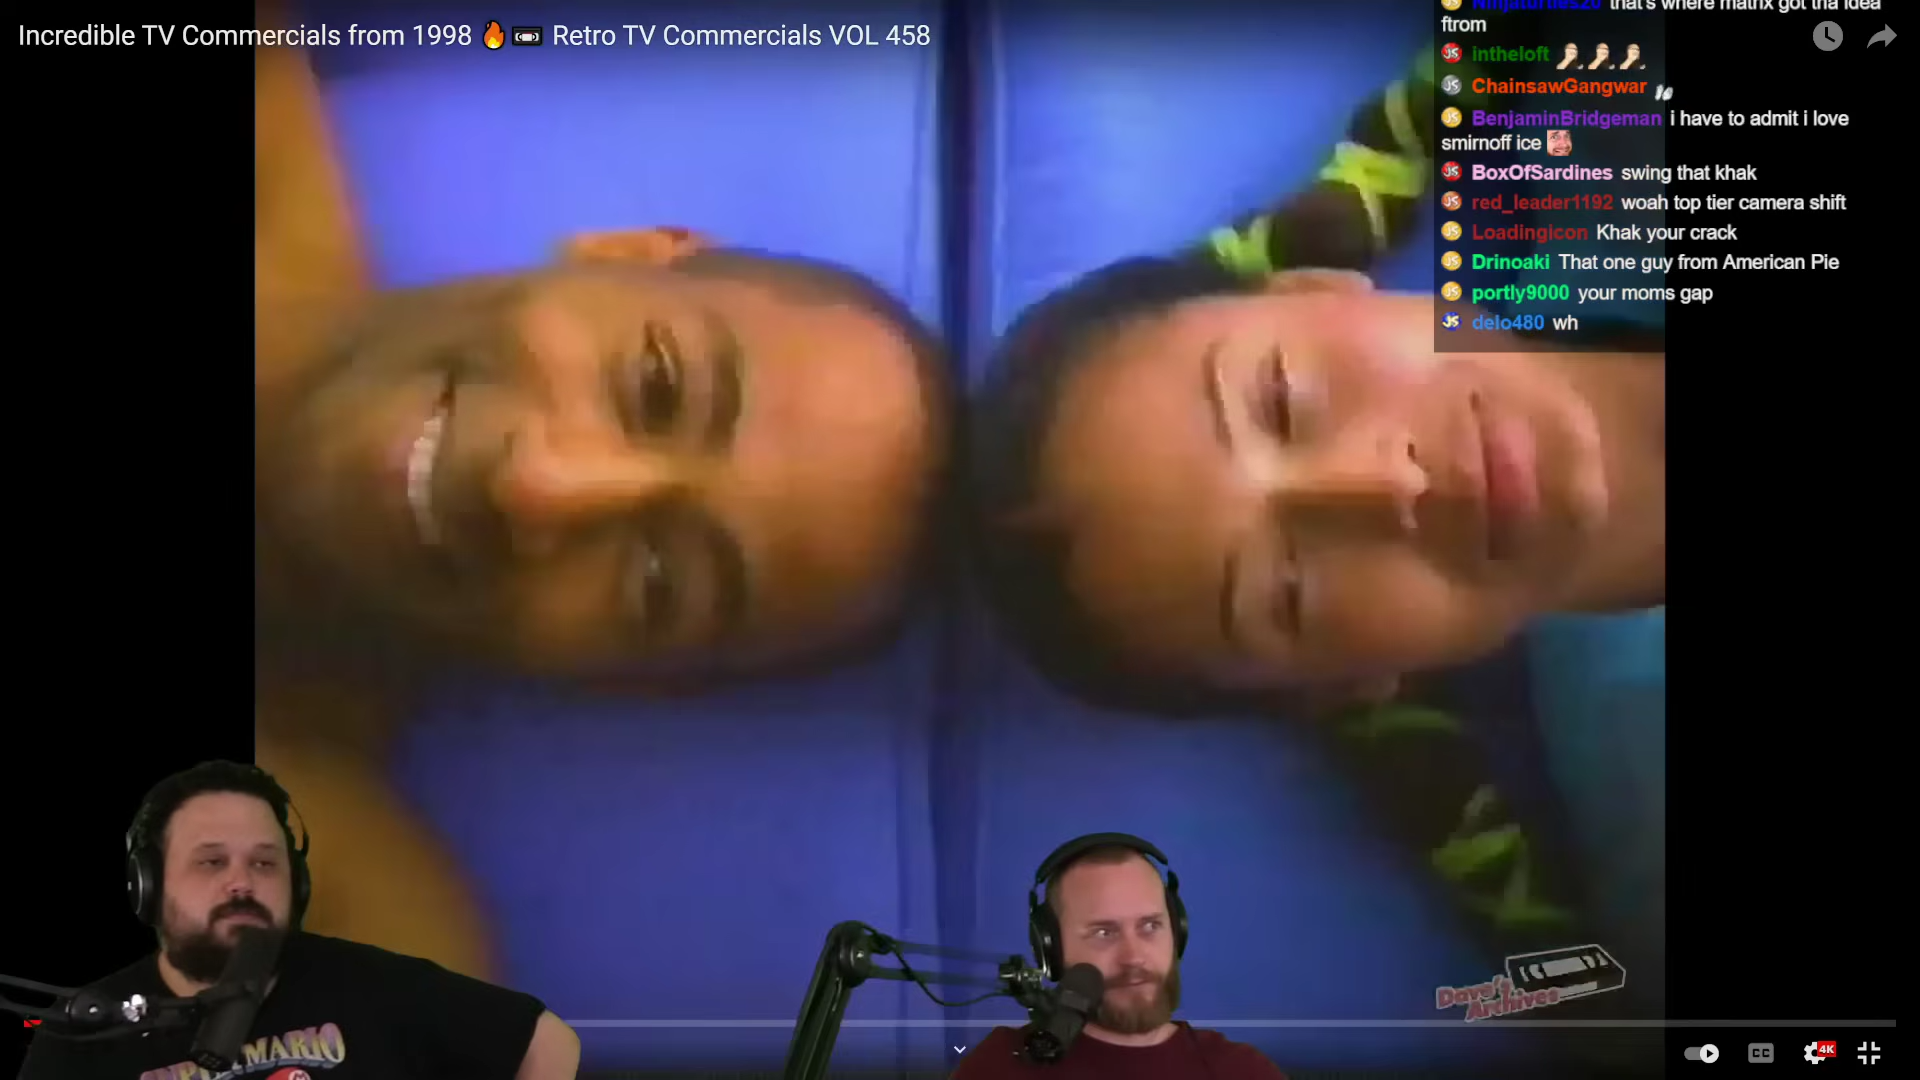 Incredible TV Commercials from 1998 🔥📼 Retro TV Commercials VOL 458
Ninjaturtles20 that's where matrix got tha idea
ftrom
intheloft
ChainsawGangwar
BenjaminBridgeman i have to admit i love
smirnoff ice
BoxOfSardines swing that khak
red_leader1192 woah top tier camera shift
Loadingicon Khak your crack
Drinoaki That one guy from American Pie
portly9000 your moms gap
delo480 wh
Dave's
Archives
MARIO
CC
4K